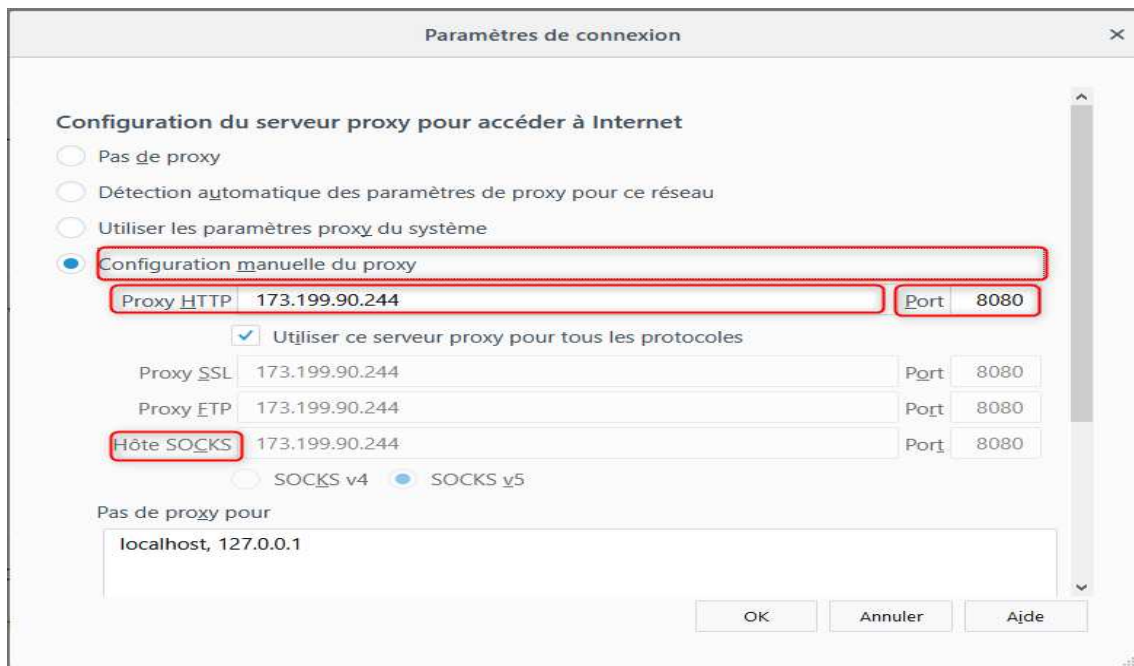 Paramètres de connexion
Configuration du serveur proxy pour accéder à Internet
Pas de proxy
Détection automatique des paramètres de proxy pour ce réseau
Utiliser les paramètres proxy du système
Configuration manuelle du proxy
Proxy HTTP 173.199.90.244 Port 8080
Utiliser ce serveur proxy pour tous les protocoles
Proxy SSL 173.199.90.244 Port 8080
Proxy FTP 173.199.90.244 Port 8080
Hôte SOCKS 173.199.90.244 Port 8080
SOCKS v4 SOCKS v5
Pas de proxy pour
localhost, 127.0.0.1
OK Annuler Aide